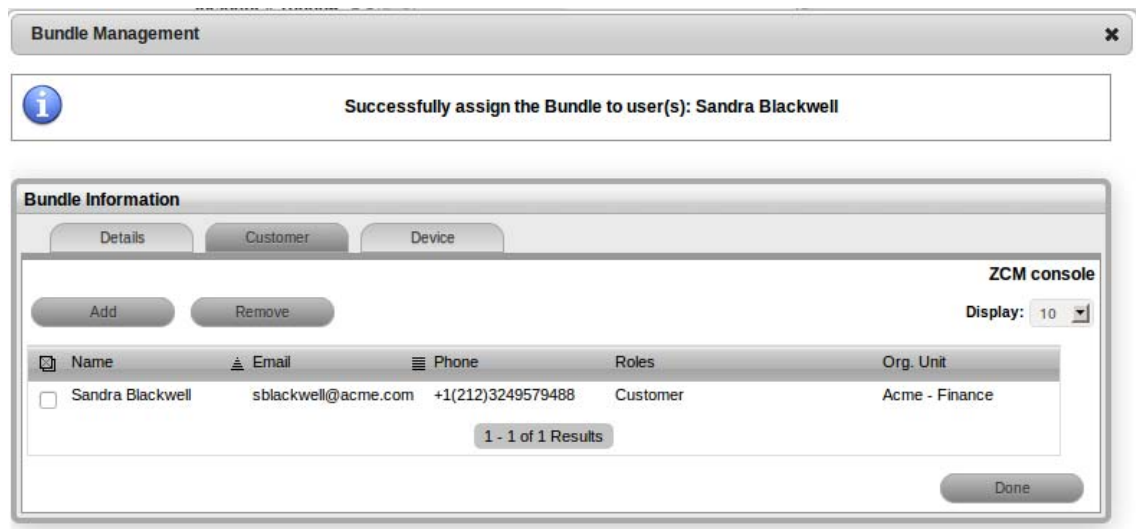 Bundle Management
Successfully assign the Bundle to user(s): Sandra Blackwell
Bundle Information
Details Customer Device
ZCM console
Add Remove Display: 10
Name Email Phone Roles Org. Unit
Sandra Blackwell sblackwell@acme.com +1(212)3249579488 Customer Acme - Finance
1 - 1 of 1 Results
Done